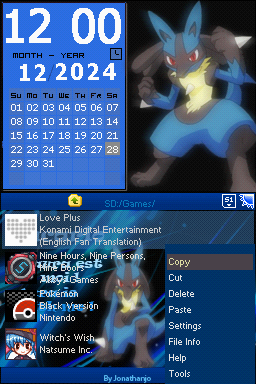 12 00
MONTH - YEAR
12/2024
Su Mo Tu We Th Fr Sa
01 02 03 04 05 06 07
08 09 10 11 12 13 14
15 16 17 18 19 20 21
22 23 24 25 26 27 28
29 30 31
SD:/Games/
S1
Love Plus
Konami Digital Entertainment
(English Fan Translation)
Nine Hours, Nine Persons,
Nine Doors
Aksys Games
Pokémon
Black Version
Nintendo
Witch's Wish
Natsume Inc.
Copy
Cut
Delete
Paste
Settings
File Info
Help
Tools
By Jonathanjo